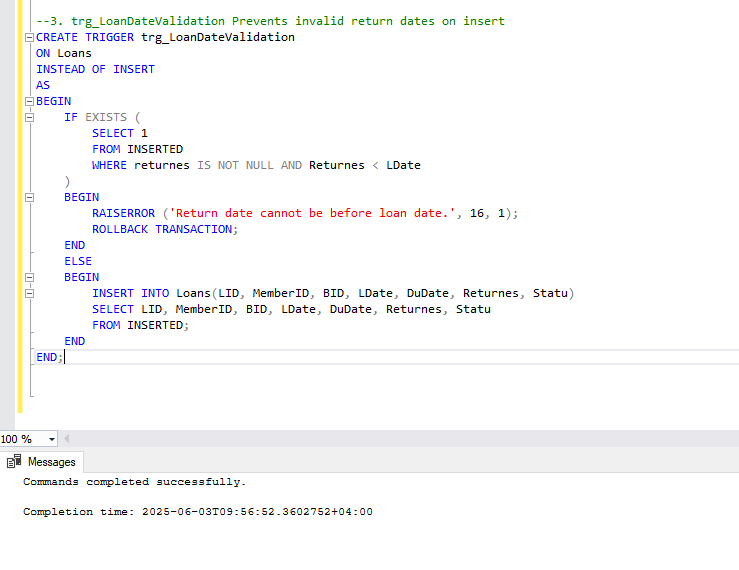 --3. trg_LoanDateValidation Prevents invalid return dates on insert
CREATE TRIGGER trg_LoanDateValidation
ON Loans
INSTEAD OF INSERT
AS
BEGIN
    IF EXISTS (
        SELECT 1
        FROM INSERTED
        WHERE returnes IS NOT NULL AND Returnes < LDate
    )
    BEGIN
        RAISERROR ('Return date cannot be before loan date.', 16, 1);
        ROLLBACK TRANSACTION;
    END
    ELSE
    BEGIN
        INSERT INTO Loans(LID, MemberID, BID, LDate, DuDate, Returnes, Statu)
        SELECT LID, MemberID, BID, LDate, DuDate, Returnes, Statu
        FROM INSERTED;
    END
END;
100 %
Messages
Commands completed successfully.
Completion time: 2025-06-03T09:56:52.3602752+04:00